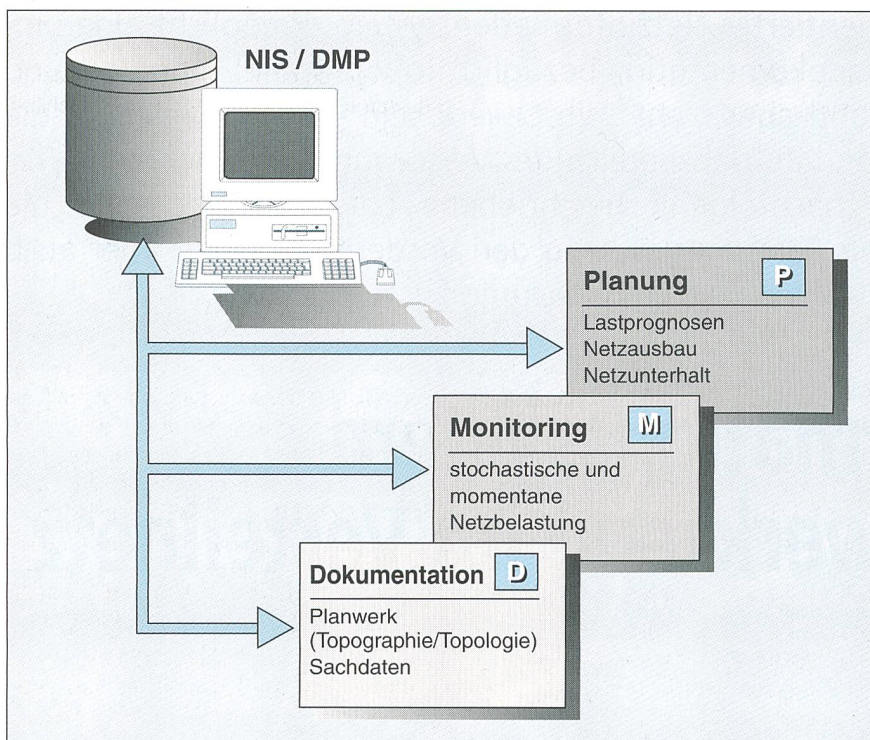 NIS / DMP
Planung P
Lastprognosen
Netzausbau
Netzunterhalt
Monitoring M
stochastische und
momentane
Netzbelastung
Dokumentation D
Planwerk
(Topographie/Topologie)
Sachdaten